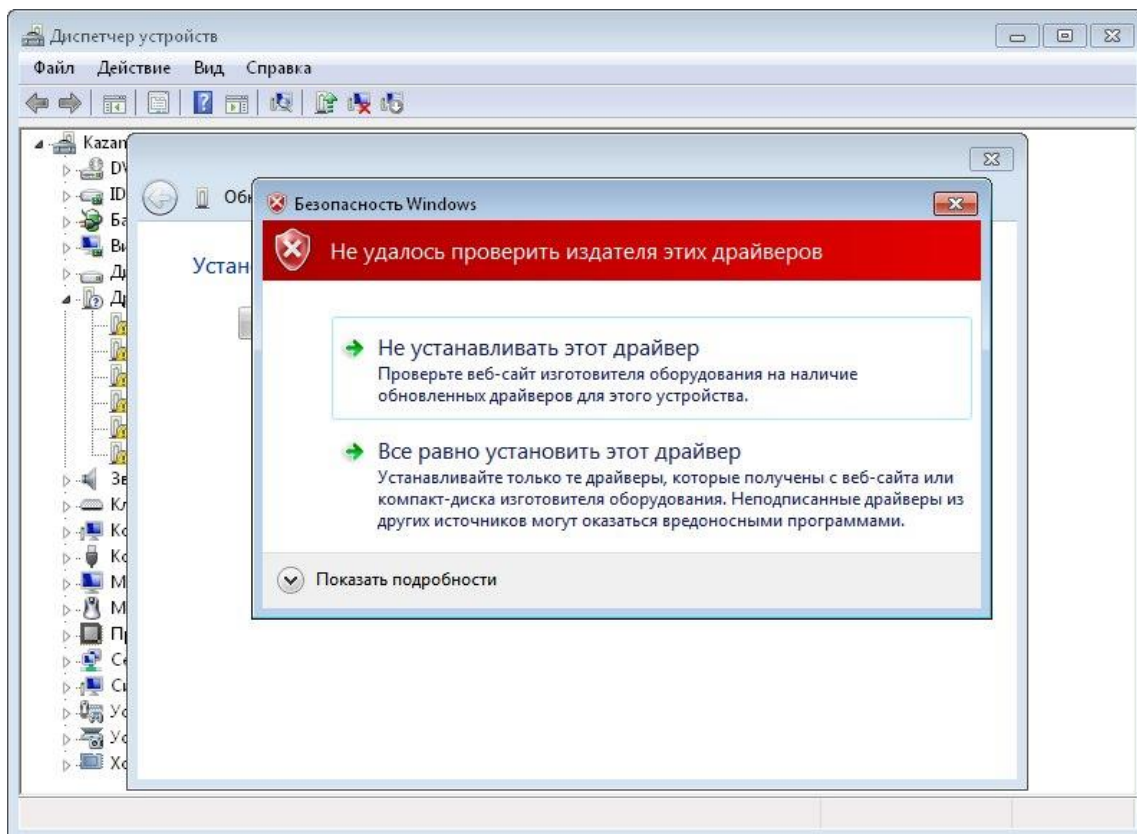 Диспетчер устройств
Файл Действие Вид Справка
Безопасность Windows
Не удалось проверить издателя этих драйверов
Не устанавливать этот драйвер
Проверьте веб-сайт изготовителя оборудования на наличие
обновленных драйверов для этого устройства.
Все равно установить этот драйвер
Устанавливайте только те драйверы, которые получены с веб-сайта или
компакт-диска изготовителя оборудования. Неподписанные драйверы из
других источников могут оказаться вредоносными программами.
Показать подробности